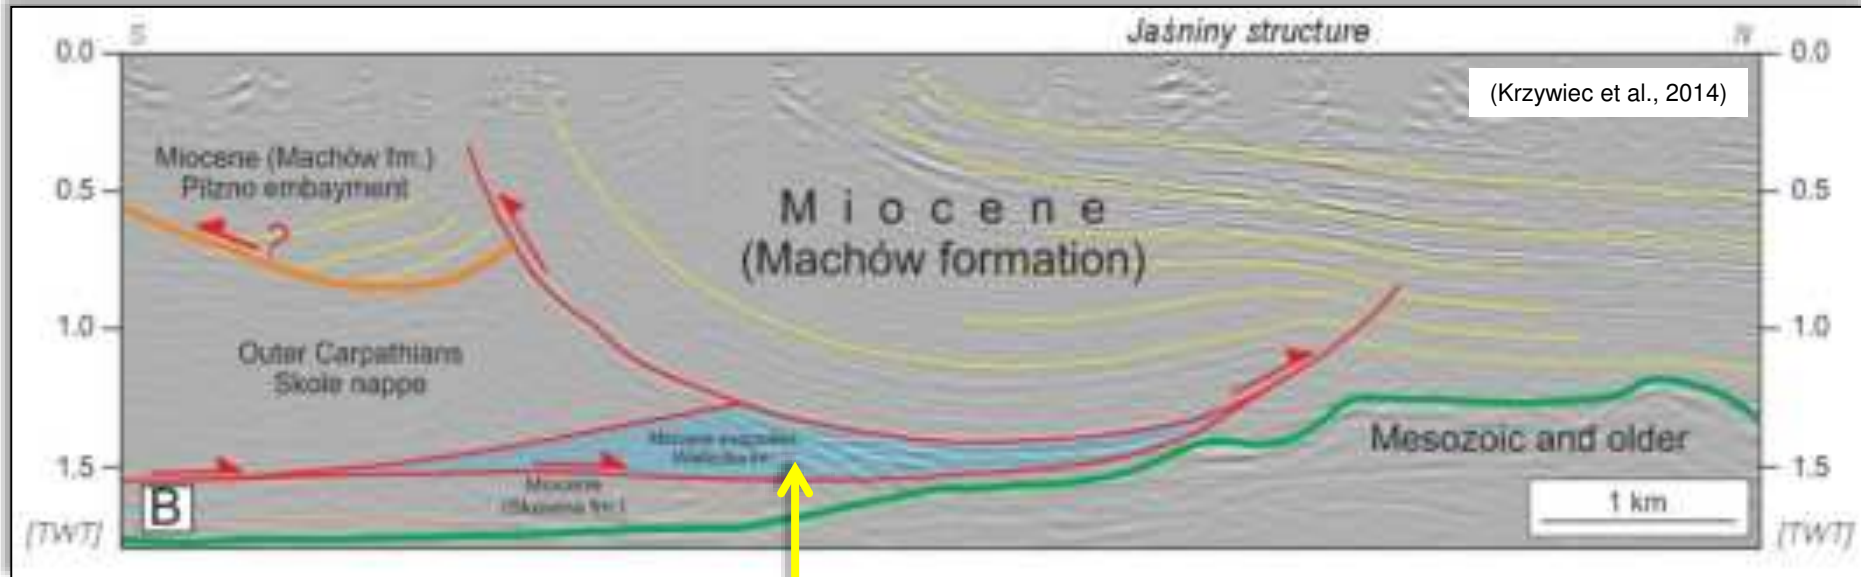 S
Jaśniny structure
N
0.0
0.0
(Krzywiec et al., 2014)
Miocene (Machów fm.)
Pilzno embayment
0.5
0.5
Miocene
(Machów formation)
?
1.0
1.0
Outer Carpathians
Skole nappe
Miocene evaporites
Mesozoic and older
1.5
1.5
Miocene
(Skawina fm.)
B
1 km
[TWT]
[TWT]